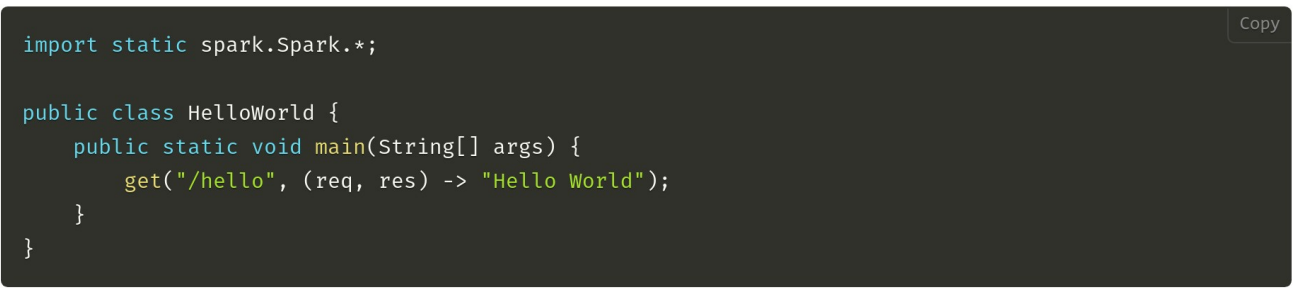 Copy
import static spark.Spark.*;
public class HelloWorld {
    public static void main(String[] args) {
        get("/hello", (req, res) -> "Hello World");
    }
}